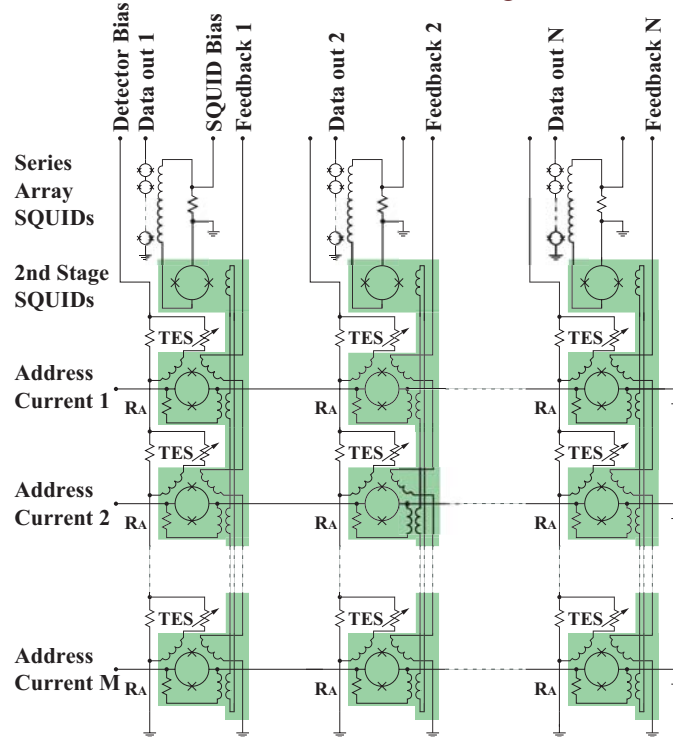 Detector Bias
Data out 1
SQUID Bias
Feedback 1
Data out 2
Feedback 2
Data out N
Feedback N
Series
Array
SQUIDs
2nd Stage
SQUIDs
TES TES TES
Address
Current 1
RA RA RA
TES TES TES
Address
Current 2
RA RA RA
TES TES TES
Address
Current M
RA RA RA